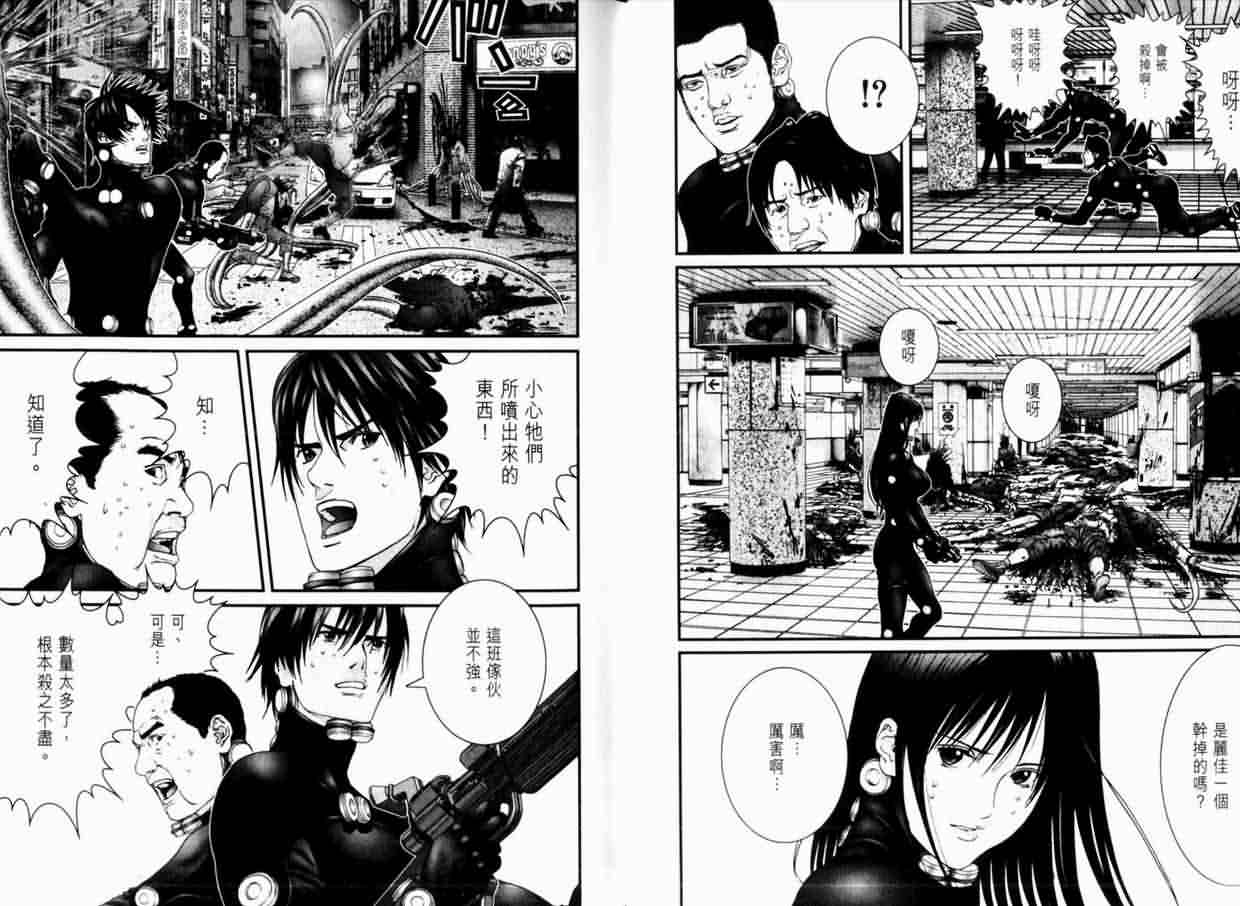 呀呀…
會被
殺掉啊…
哇呀呀
呀呀呀！
!?
嗄呀
嗄呀
是麗佳一個
幹掉的嗎？
厲…
厲害啊…
小心牠們
所噴出來的
東西！
知…
知道了。
這班傢伙
並不強。
可、
可是…
數量太多了，
根本殺之不盡。